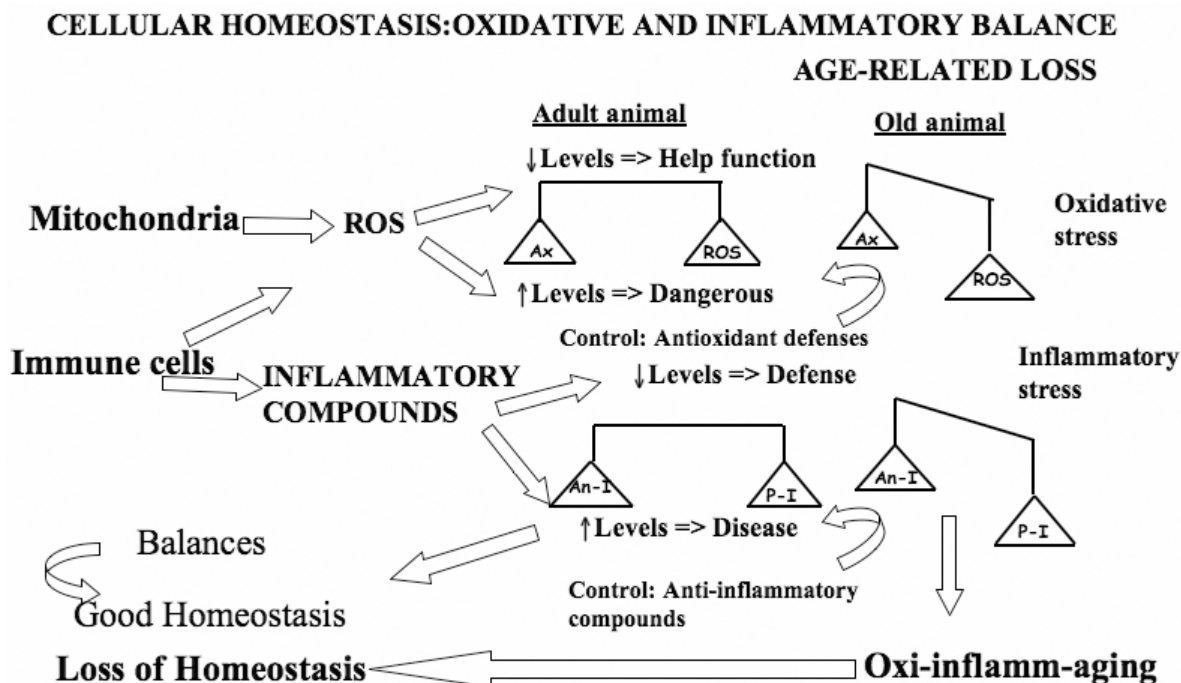 CELLULAR HOMEOSTASIS:OXIDATIVE AND INFLAMMATORY BALANCE
AGE-RELATED LOSS
Adult animal
Old animal
↓Levels => Help function
Mitochondria
ROS
Ax
ROS
Ax
ROS
Oxidative
stress
↑Levels => Dangerous
Control: Antioxidant defenses
Immune cells
INFLAMMATORY
COMPOUNDS
↓Levels => Defense
Inflammatory
stress
An-I
P-I
An-I
P-I
↑Levels => Disease
Control: Anti-inflammatory
compounds
Balances
Good Homeostasis
Loss of Homeostasis
Oxi-inflamm-aging